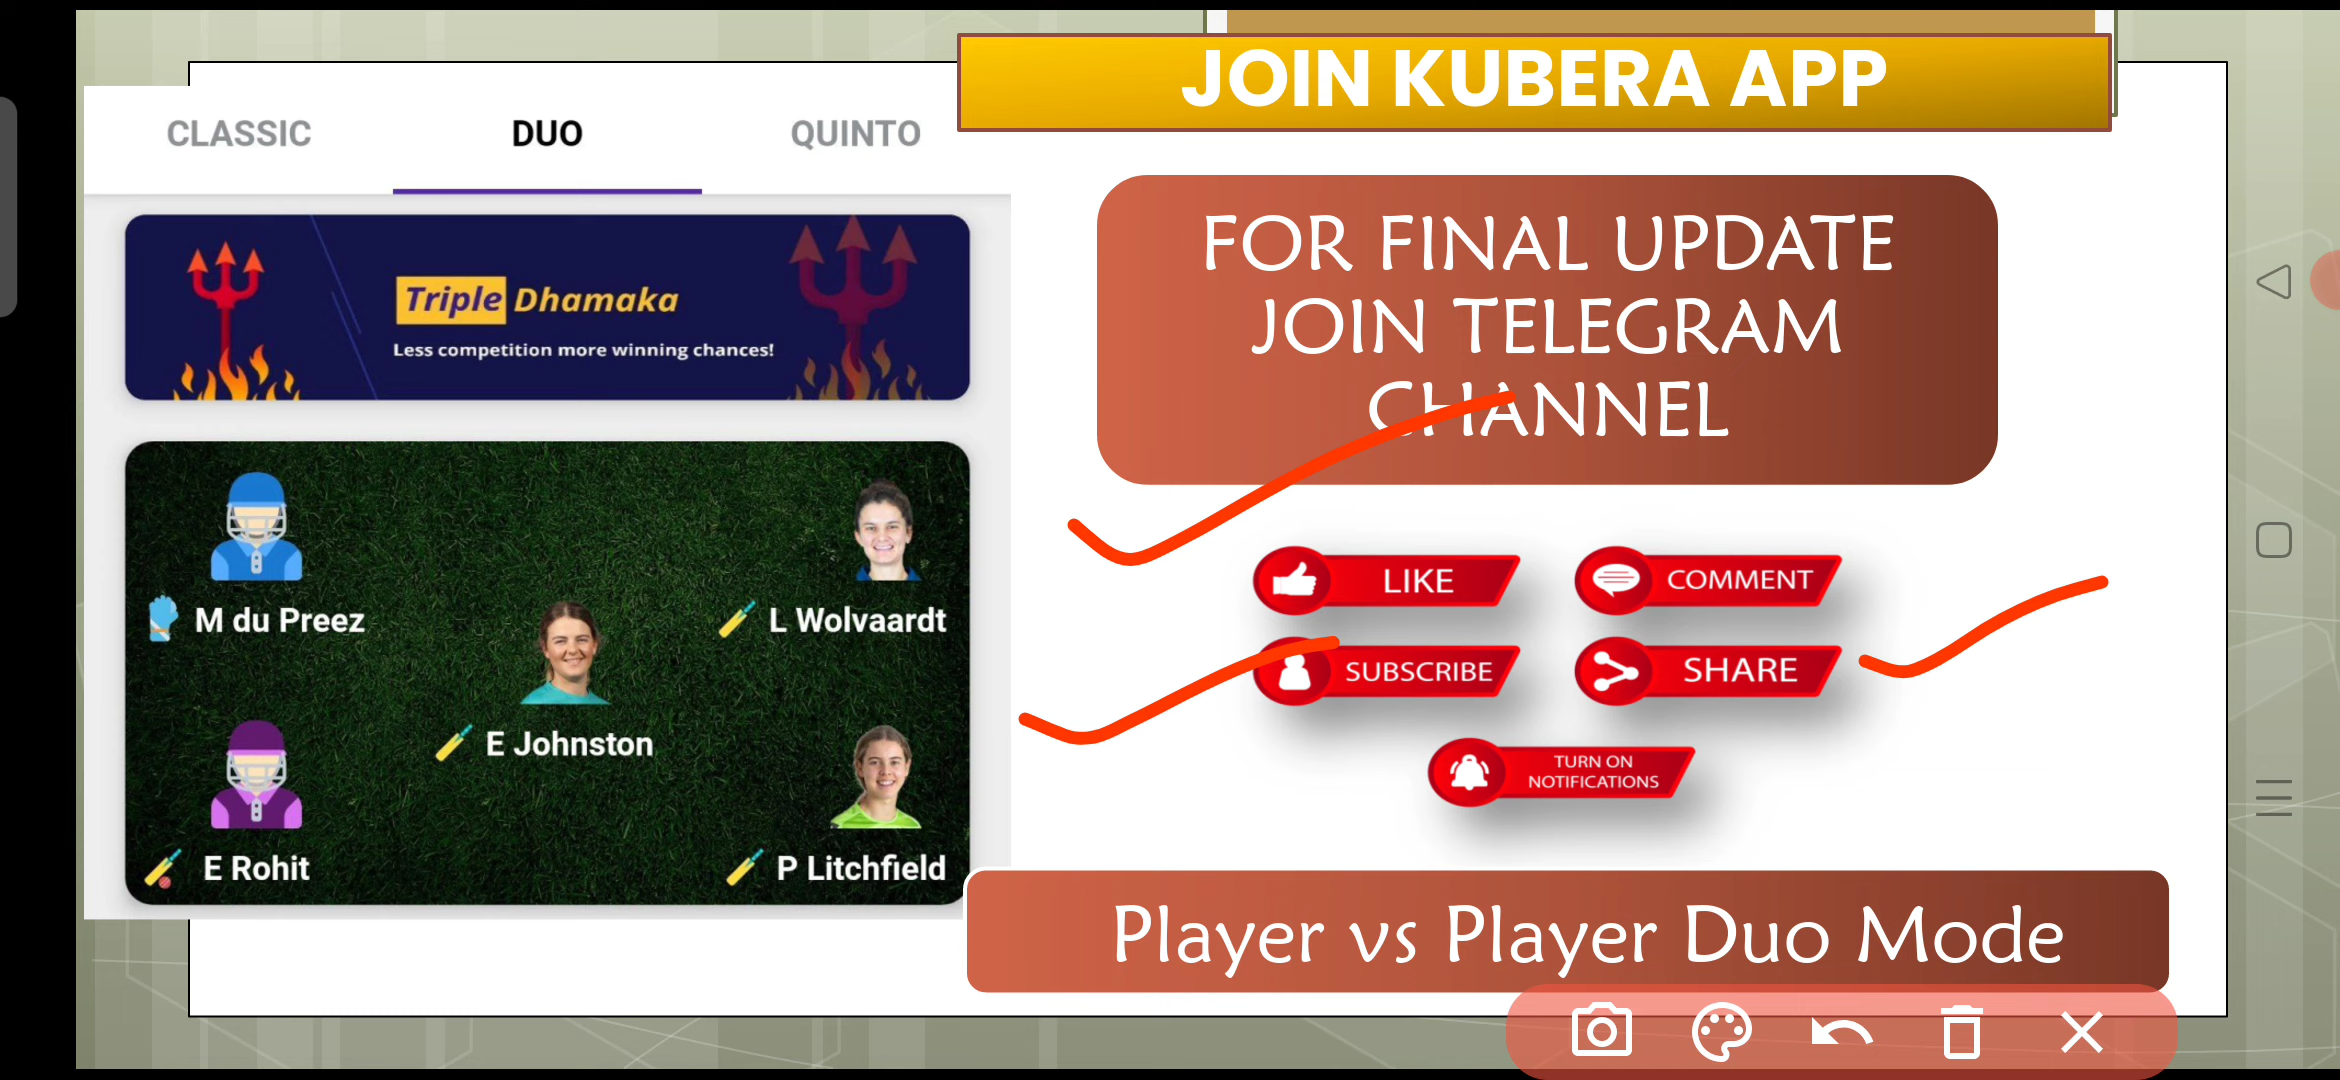 JOIN KUBERA APP
CLASSIC DUO QUINTO
Triple Dhamaka
Less competition more winning chances!
M du Preez
L Wolvaardt
E Johnston
E Rohit
P Litchfield
FOR FINAL UPDATE
JOIN TELEGRAM
CHANNEL
LIKE
COMMENT
SUBSCRIBE
SHARE
TURN ON
NOTIFICATIONS
Player vs Player Duo Mode